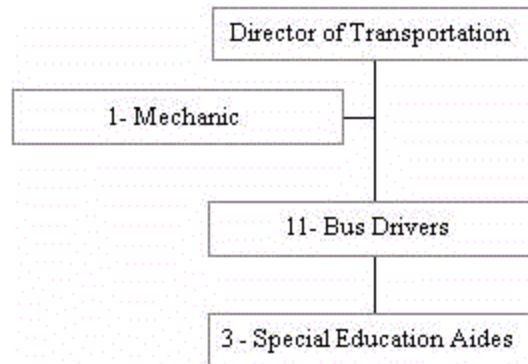 Director of Transportation
1- Mechanic
11- Bus Drivers
3 - Special Education Aides